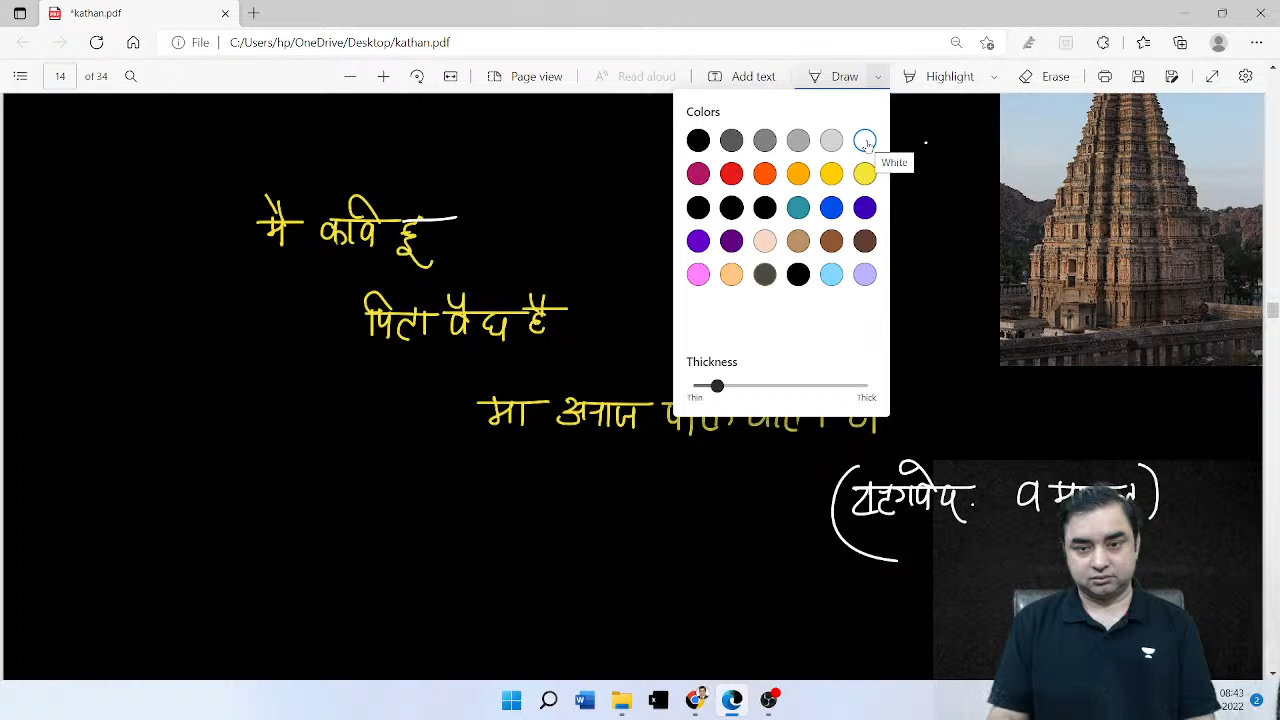 *kathan.pdf
File C:/Users/hp/OneDrive/Desktop/kathan.pdf
14 of 34 Page view Read aloud Add text Draw Highlight Erase
Colors
White
मै कवि हूं
पिता वैद्य है
Thickness
Thin Thick
मा अनाज
08:43
2022 2